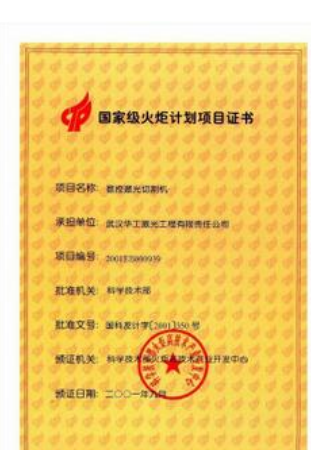 国家级火炬计划项目证书
项目名称: 数控激光切割机
承担单位: 武汉华工激光工程有限责任公司
项目编号:
批准机关: 科学技术部
批准文号: 国科发计字[2001]350号
颁证机关: 科学技术部火炬高技术产业开发中心
颁证日期: 二〇〇一年九月